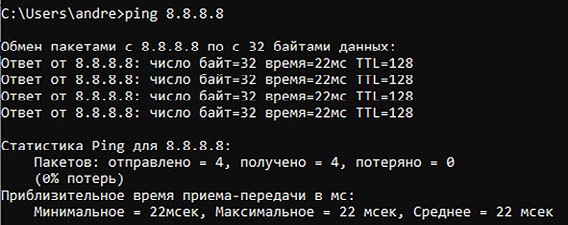 C:\Users\andre>ping 8.8.8.8
Обмен пакетами с 8.8.8.8 по с 32 байтами данных:
Ответ от 8.8.8.8: число байт=32 время=22мс TTL=128
Ответ от 8.8.8.8: число байт=32 время=22мс TTL=128
Ответ от 8.8.8.8: число байт=32 время=22мс TTL=128
Ответ от 8.8.8.8: число байт=32 время=22мс TTL=128
Статистика Ping для 8.8.8.8:
Пакетов: отправлено = 4, получено = 4, потеряно = 0
(0% потерь)
Приблизительное время приема-передачи в мс:
Минимальное = 22мсек, Максимальное = 22 мсек, Среднее = 22 мсек